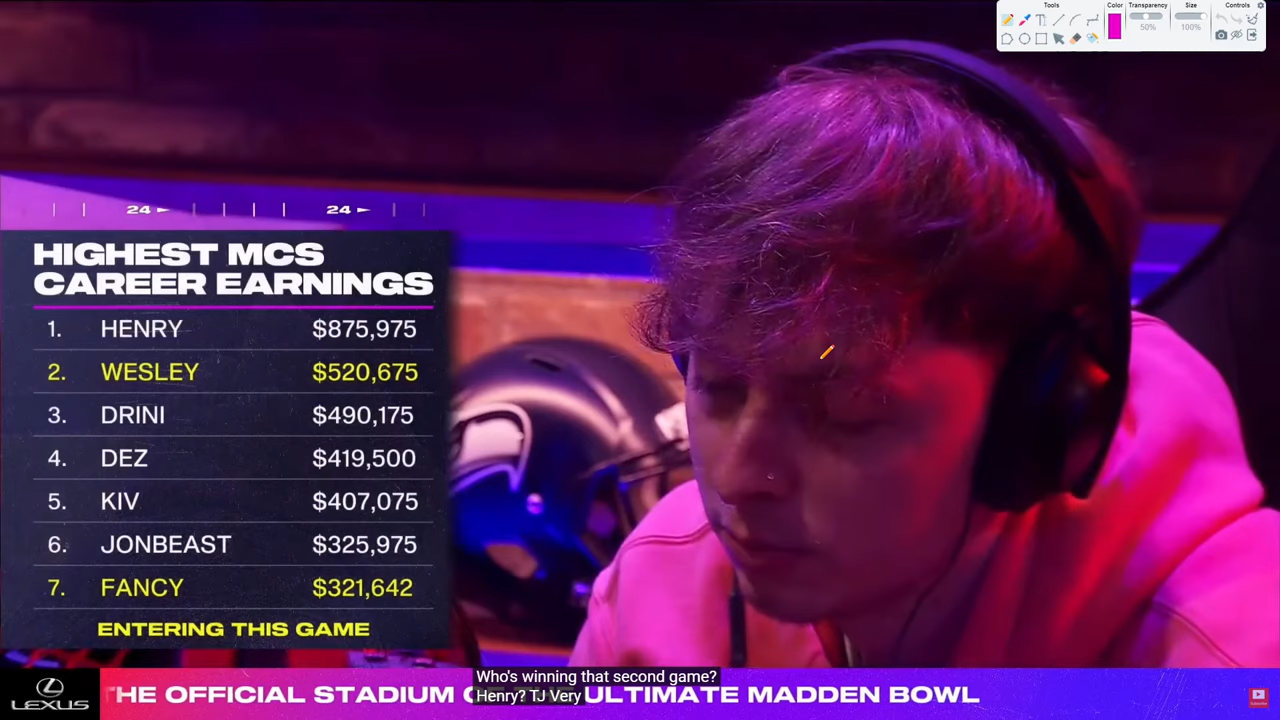 Tools
Color
Transparency
Size
Controls
50%
100%
24
24
HIGHEST MCS
CAREER EARNINGS
1. HENRY $875,975
2. WESLEY $520,675
3. DRINI $490,175
4. DEZ $419,500
5. KIV $407,075
6. JONBEAST $325,975
7. FANCY $321,642
ENTERING THIS GAME
Who's winning that second game?
Henry? TJ Very
LEXUS
THE OFFICIAL STADIUM O ULTIMATE MADDEN BOWL
Subscribe